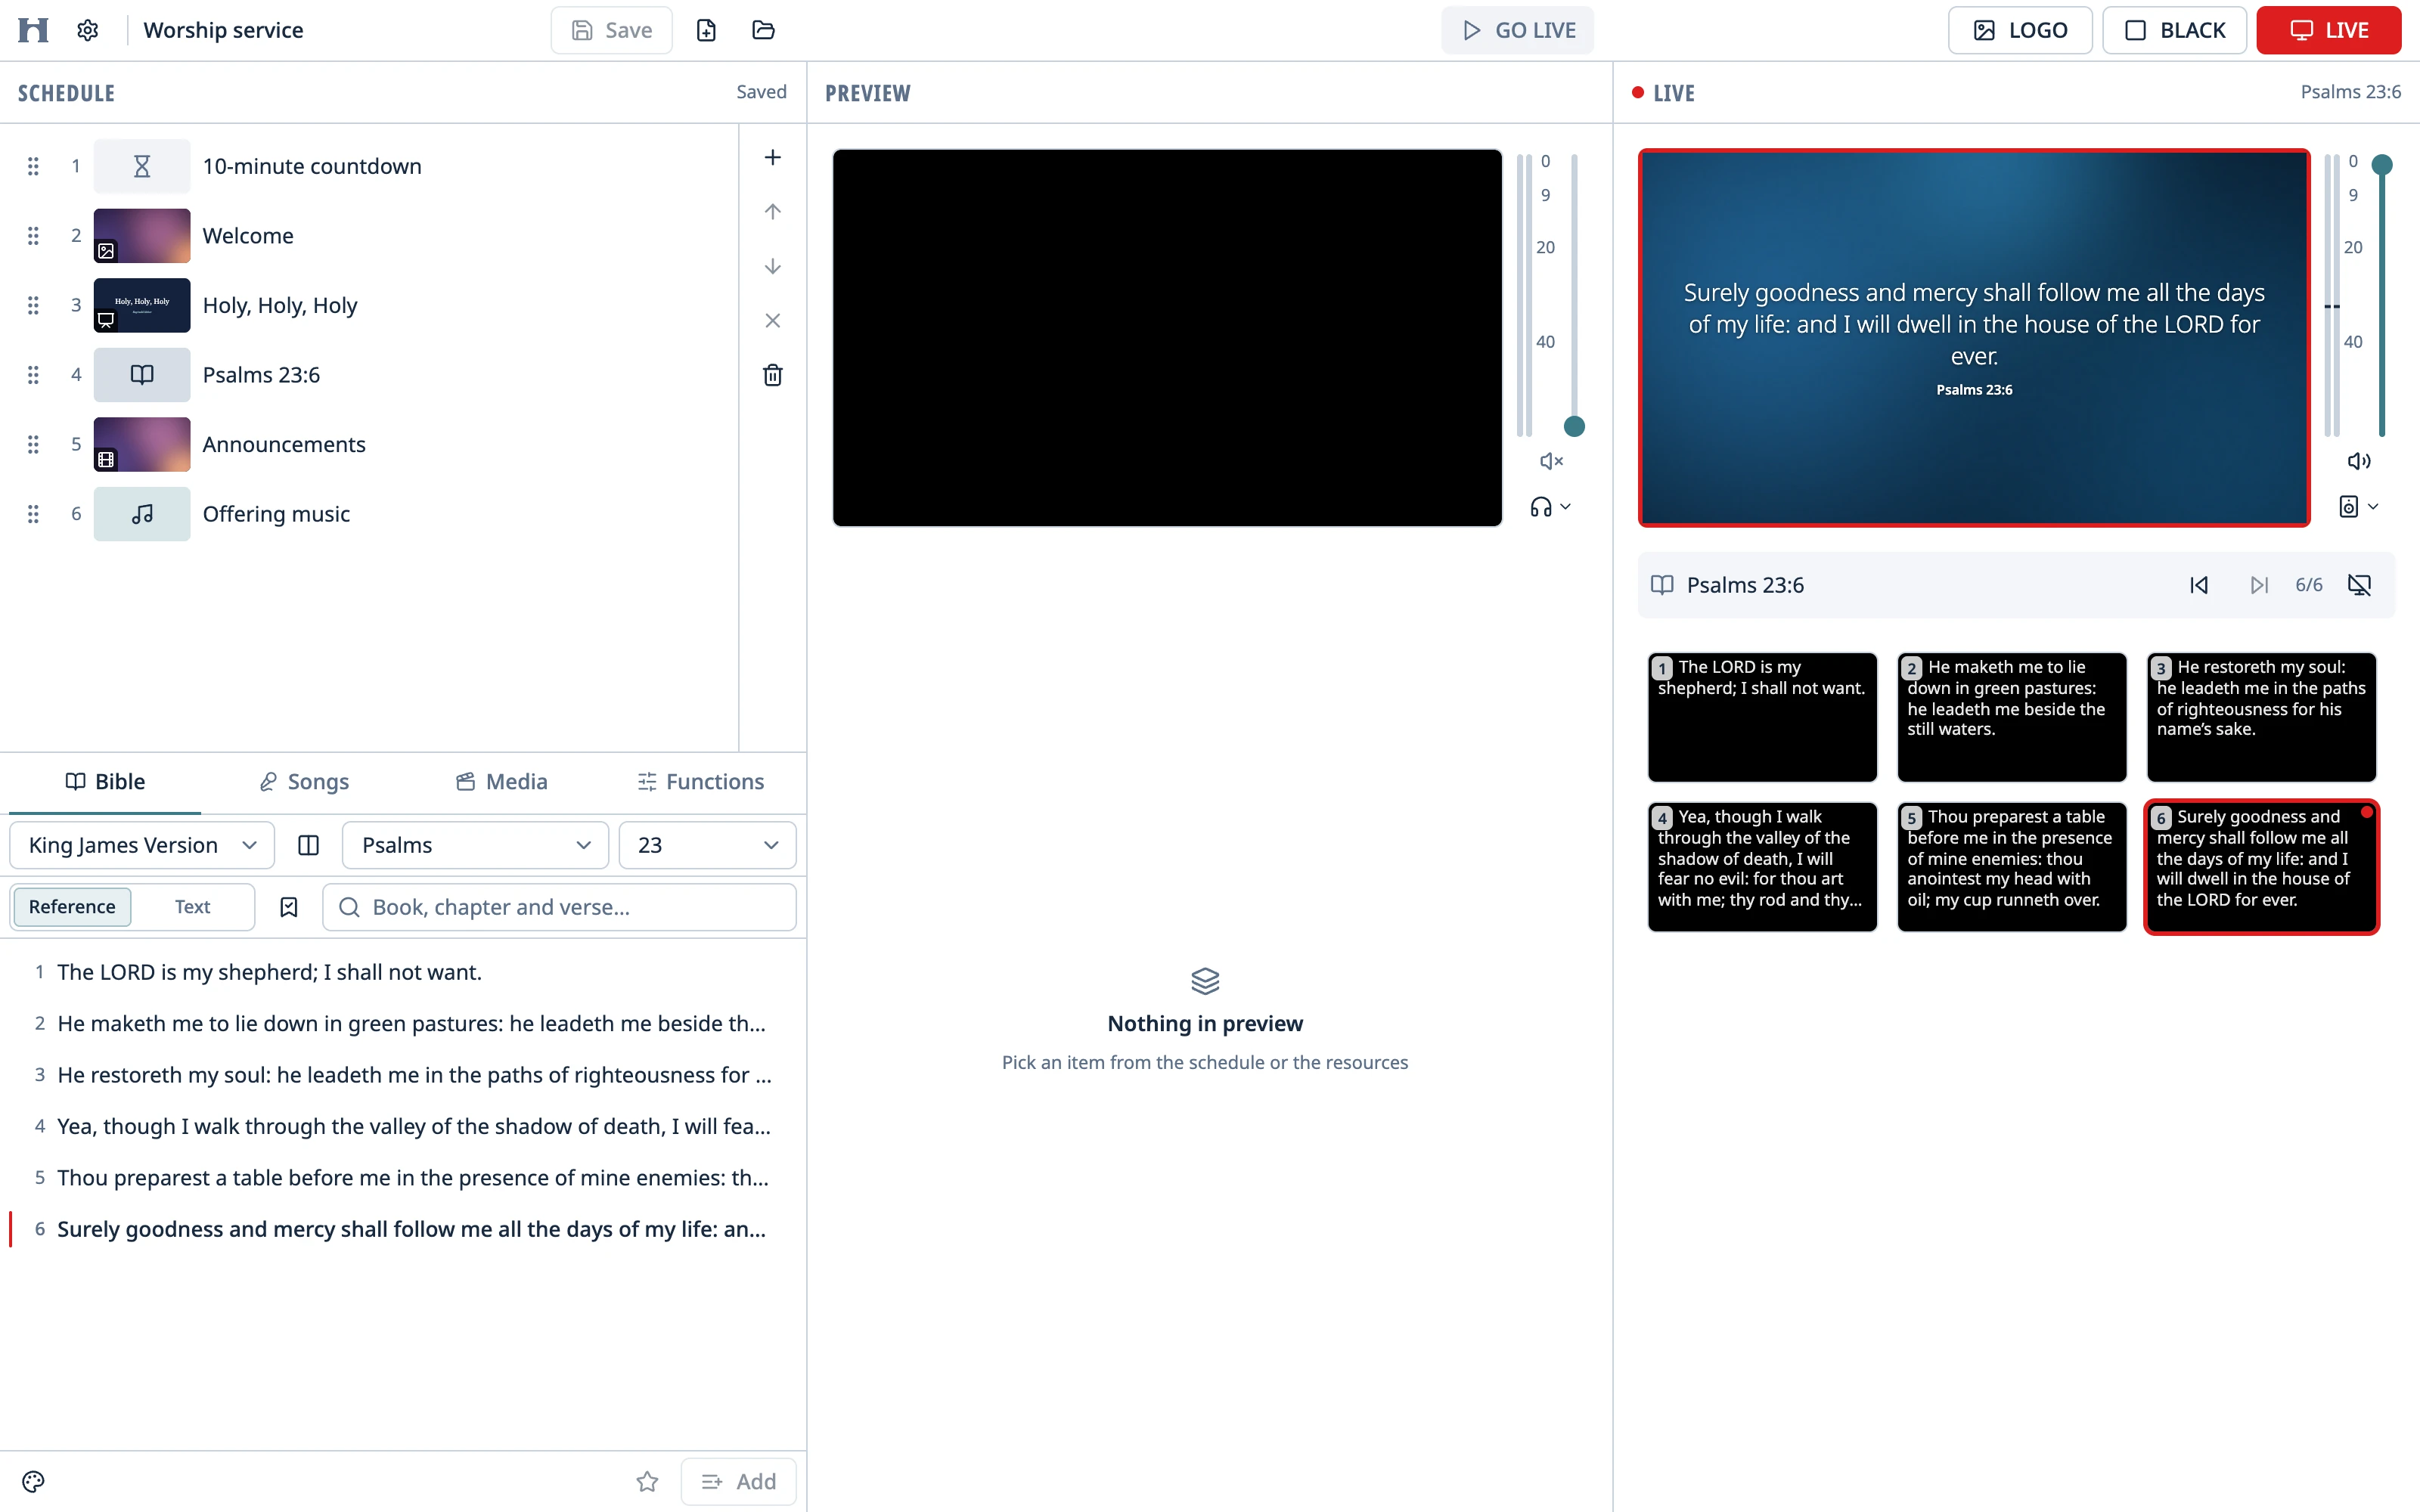 Worship service
Save
GO LIVE
LOGO
BLACK
LIVE
SCHEDULE
Saved
1 10-minute countdown
2 Welcome
3 Holy, Holy, Holy Holy, Holy, Holy
4 Psalms 23:6
5 Announcements
6 Offering music
Bible
Songs
Media
Functions
King James Version
Psalms
23
Reference
Text
Book, chapter and verse...
1 The LORD is my shepherd; I shall not want.
2 He maketh me to lie down in green pastures: he leadeth me beside th...
3 He restoreth my soul: he leadeth me in the paths of righteousness for ...
4 Yea, though I walk through the valley of the shadow of death, I will fea...
5 Thou preparest a table before me in the presence of mine enemies: th...
6 Surely goodness and mercy shall follow me all the days of my life: an...
Add
PREVIEW
0
9
20
40
Nothing in preview
Pick an item from the schedule or the resources
LIVE
Psalms 23:6
Surely goodness and mercy shall follow me all the days
of my life: and I will dwell in the house of the LORD for
ever.
Psalms 23:6
0
9
20
40
Psalms 23:6
6/6
1 The LORD is my
shepherd; I shall not want.
2 He maketh me to lie
down in green pastures:
he leadeth me beside the
still waters.
3 He restoreth my soul:
he leadeth me in the paths
of righteousness for his
name's sake.
4 Yea, though I walk
through the valley of the
shadow of death, I will
fear no evil: for thou art
with me; thy rod and thy...
5 Thou preparest a table
before me in the presence
of mine enemies: thou
anointest my head with
oil; my cup runneth over.
6 Surely goodness and
mercy shall follow me all
the days of my life: and I
will dwell in the house of
the LORD for ever.